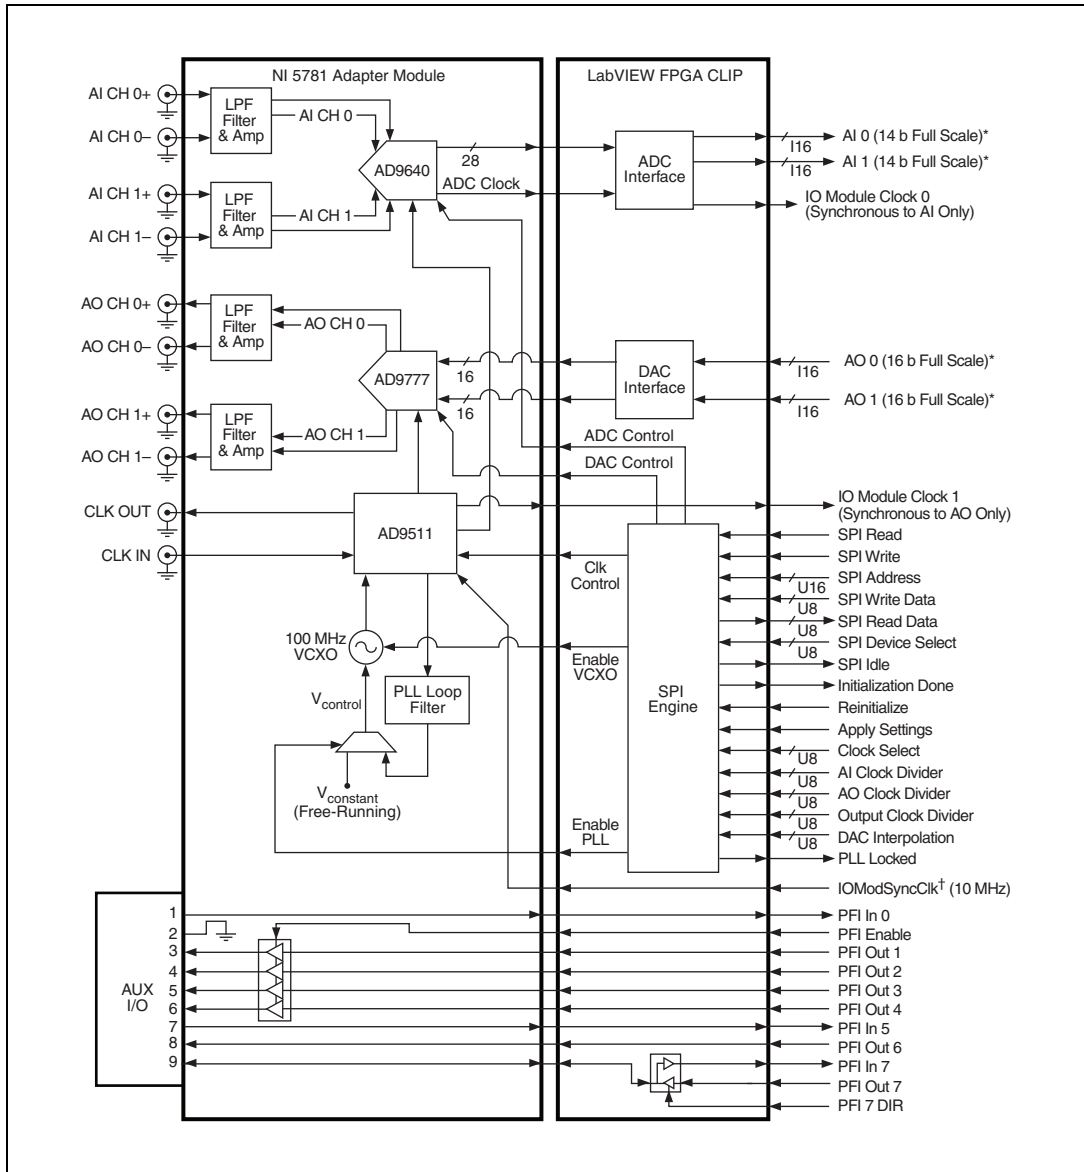 NI 5781 Adapter Module
LabVIEW FPGA CLIP
AI CH 0+
AI CH 0–
LPF
Filter
& Amp
AI CH 0
AI CH 1+
AI CH 1–
LPF
Filter
& Amp
AI CH 1
AD9640
28
ADC Clock
ADC
Interface
I16
AI 0 (14 b Full Scale)*
I16
AI 1 (14 b Full Scale)*
IO Module Clock 0
(Synchronous to AI Only)
AO CH 0+
AO CH 0–
LPF
Filter
& Amp
AO CH 0
AO CH 1+
AO CH 1–
LPF
Filter
& Amp
AO CH 1
AD9777
16
16
DAC
Interface
I16
AO 0 (16 b Full Scale)*
I16
AO 1 (16 b Full Scale)*
ADC Control
DAC Control
CLK OUT
CLK IN
AD9511
Clk
Control
100 MHz
VCXO
Enable
VCXO
Vcontrol
PLL Loop
Filter
Vconstant
(Free-Running)
Enable
PLL
SPI
Engine
IO Module Clock 1
(Synchronous to AO Only)
SPI Read
SPI Write
SPI Address
U16
SPI Write Data
U8
SPI Read Data
U8
SPI Device Select
U8
SPI Idle
Initialization Done
Reinitialize
Apply Settings
Clock Select
U8
AI Clock Divider
U8
AO Clock Divider
U8
Output Clock Divider
U8
DAC Interpolation
U8
PLL Locked
IOModSyncClk† (10 MHz)
AUX
I/O
1
2
3
4
5
6
7
8
9
PFI In 0
PFI Enable
PFI Out 1
PFI Out 2
PFI Out 3
PFI Out 4
PFI In 5
PFI Out 6
PFI In 7
PFI Out 7
PFI 7 DIR